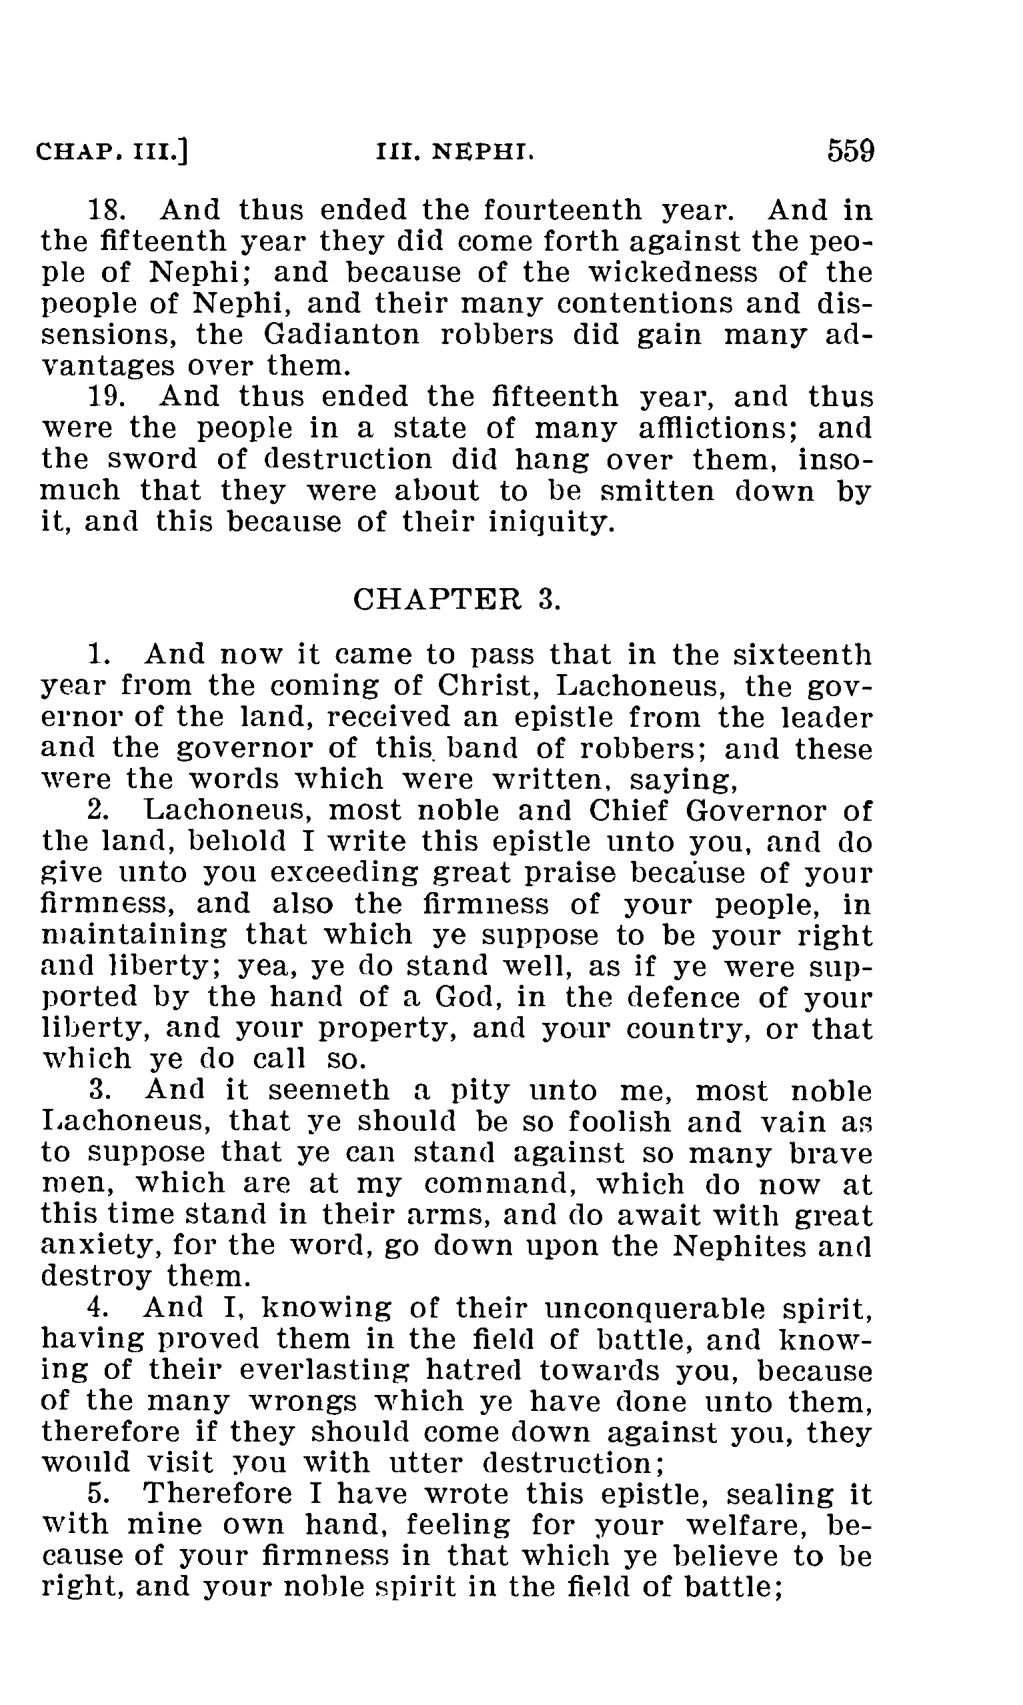 CHAP. III.] III. NEPHI. 559
18. And thus ended the fourteenth year. And in
the fifteenth year they did come forth against the peo-
ple of Nephi; and because of the wickedness of the
people of Nephi, and their many contentions and dis-
sensions, the Gadianton robbers did gain many ad-
vantages over them.
19. And thus ended the fifteenth year, and thus
were the people in a state of many afflictions; and
the sword of destruction did hang over them, inso-
much that they were about to be smitten down by
it, and this because of their iniquity.
CHAPTER 3.
1. And now it came to pass that in the sixteenth
year from the coming of Christ, Lachoneus, the gov-
ernor of the land, received an epistle from the leader
and the governor of this band of robbers; and these
were the words which were written, saying,
2. Lachoneus, most noble and Chief Governor of
the land, behold I write this epistle unto you, and do
give unto you exceeding great praise because of your
firmness, and also the firmness of your people, in
maintaining that which ye suppose to be your right
and liberty; yea, ye do stand well, as if ye were sup-
ported by the hand of a God, in the defence of your
liberty, and your property, and your country, or that
which ye do call so.
3. And it seemeth a pity unto me, most noble
Lachoneus, that ye should be so foolish and vain as
to suppose that ye can stand against so many brave
men, which are at my command, which do now at
this time stand in their arms, and do await with great
anxiety, for the word, go down upon the Nephites and
destroy them.
4. And I, knowing of their unconquerable spirit,
having proved them in the field of battle, and know-
ing of their everlasting hatred towards you, because
of the many wrongs which ye have done unto them,
therefore if they should come down against you, they
would visit you with utter destruction;
5. Therefore I have wrote this epistle, sealing it
with mine own hand, feeling for your welfare, be-
cause of your firmness in that which ye believe to be
right, and your noble spirit in the field of battle;